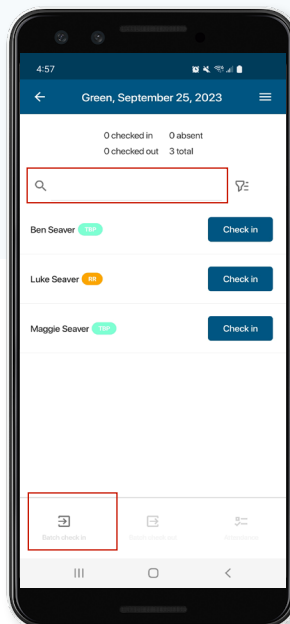 4:57
Green, September 25, 2023
0 checked in 0 absent
0 checked out 3 total
Ben Seaver TRP Check in
Luke Seaver RR Check in
Maggie Seaver TRP Check in
Batch check in